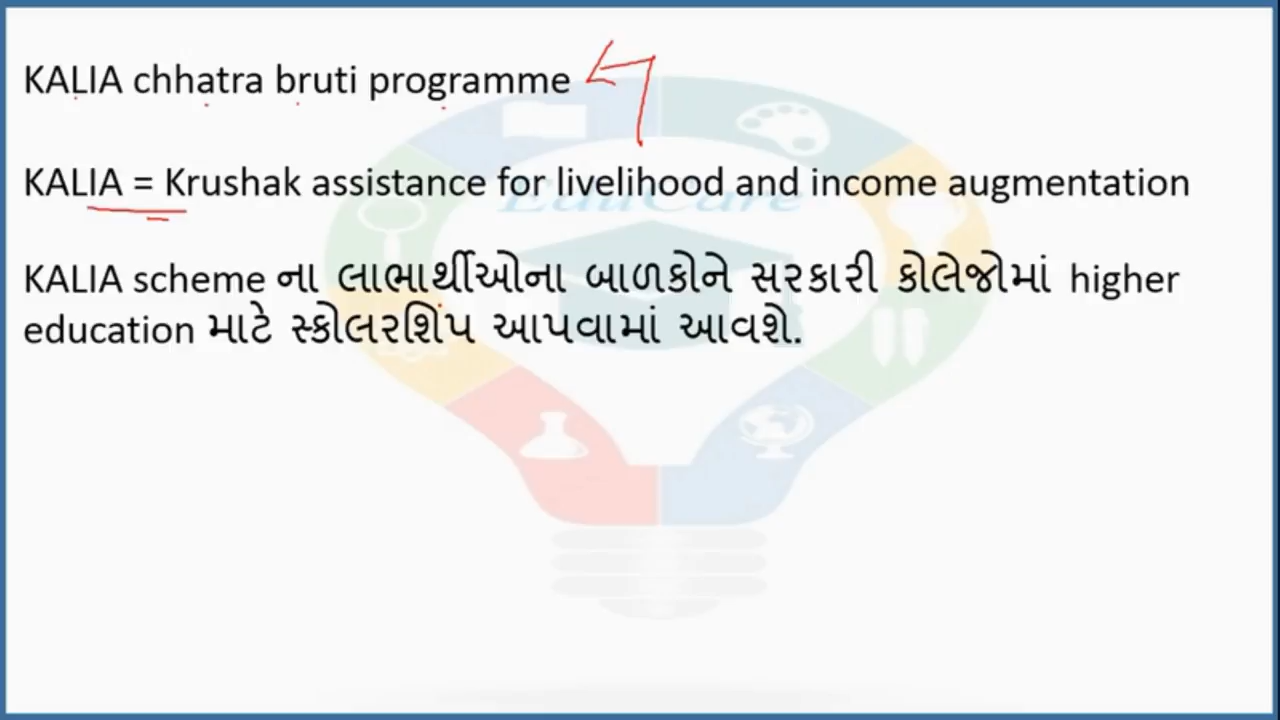 KALIA chhatra bruti programme
KALIA = Krushak assistance for livelihood and income augmentation
EduCare
KALIA scheme ના લાભાર્થીઓના બાળકોને સરકારી કોલેજોમાં higher
education માટે સ્કોલરશિપ આપવામાં આવશે.